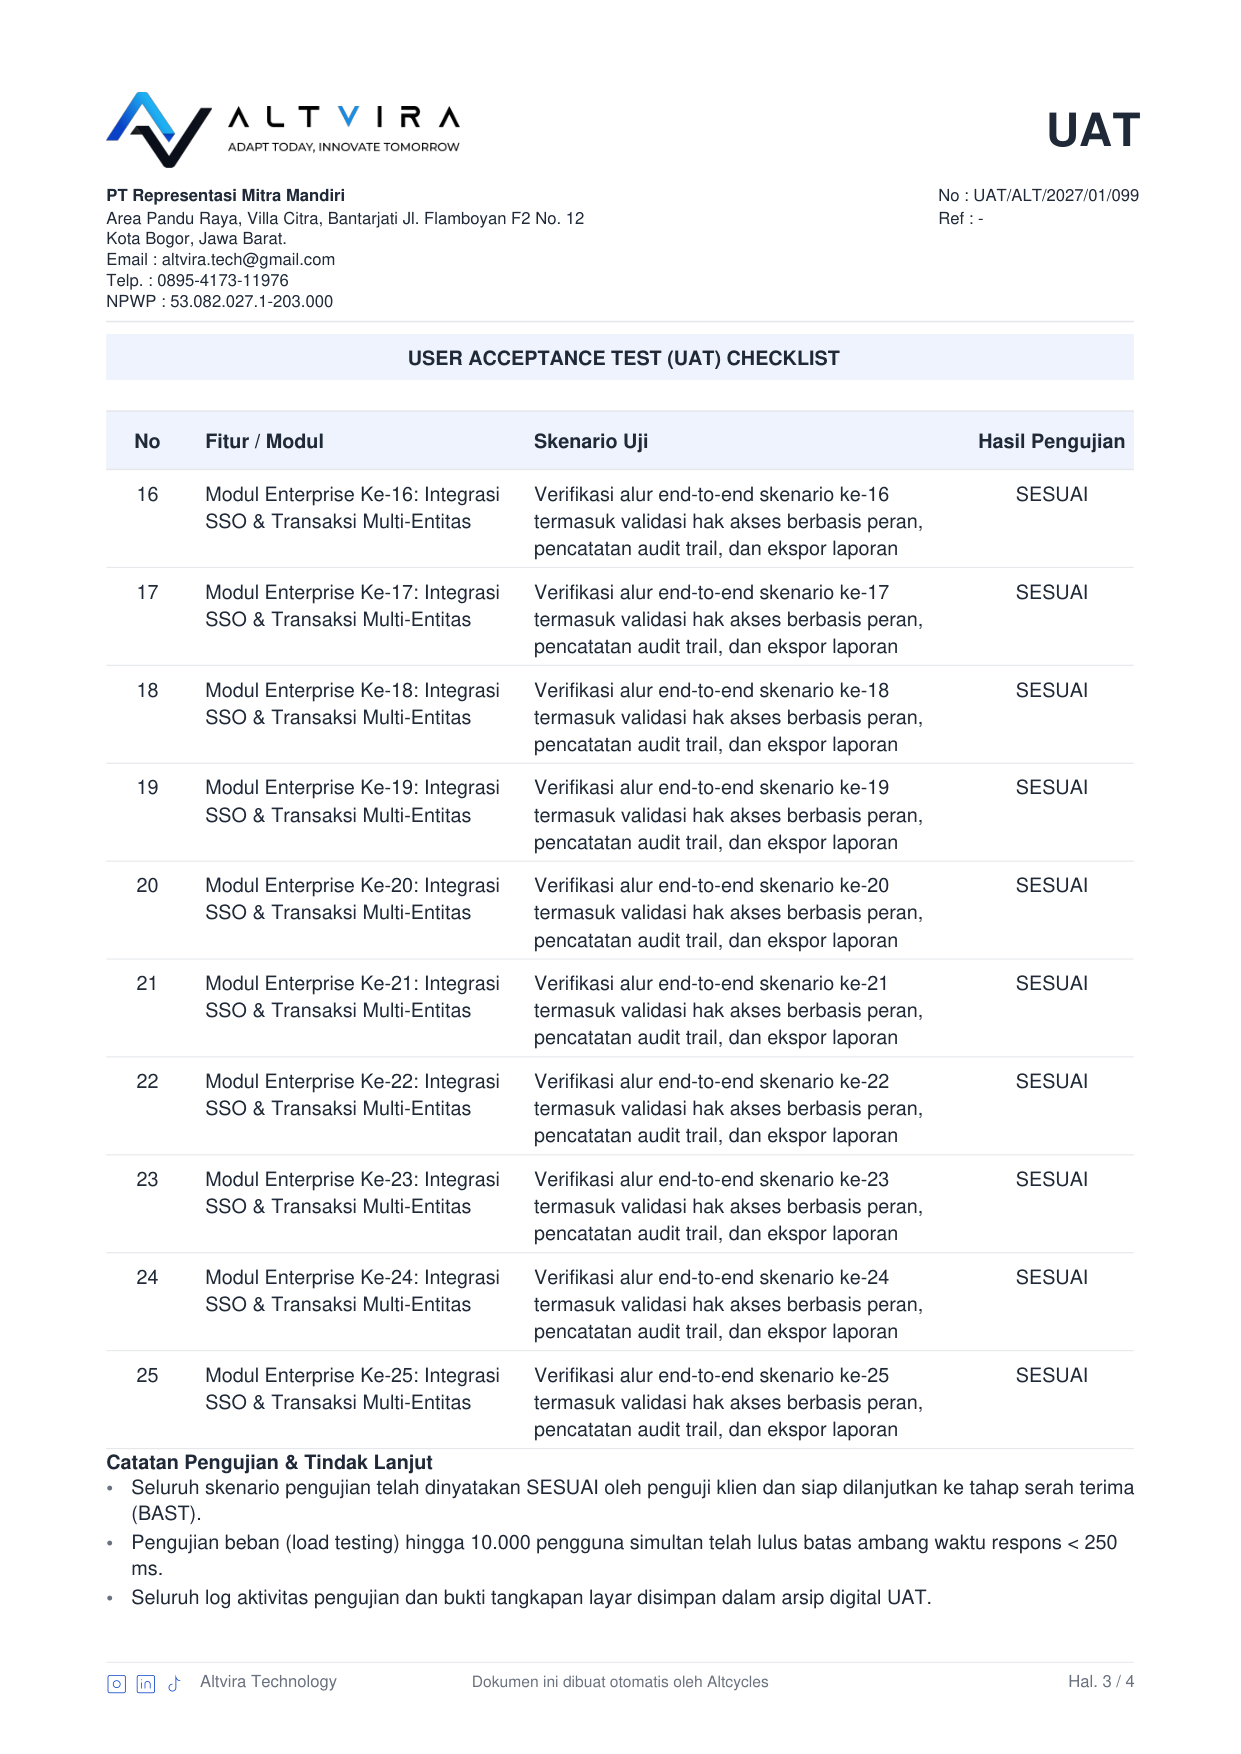 ALTVIRA
ADAPT TODAY, INNOVATE TOMORROW
UAT
PT Representasi Mitra Mandiri
Area Pandu Raya, Villa Citra, Bantarjati Jl. Flamboyan F2 No. 12
Kota Bogor, Jawa Barat.
Email : altvira.tech@gmail.com
Telp. : 0895-4173-11976
NPWP : 53.082.027.1-203.000
No : UAT/ALT/2027/01/099
Ref : -
USER ACCEPTANCE TEST (UAT) CHECKLIST
No Fitur / Modul Skenario Uji Hasil Pengujian
16 Modul Enterprise Ke-16: Integrasi Verifikasi alur end-to-end skenario ke-16 SESUAI
SSO & Transaksi Multi-Entitas termasuk validasi hak akses berbasis peran,
pencatatan audit trail, dan ekspor laporan
17 Modul Enterprise Ke-17: Integrasi Verifikasi alur end-to-end skenario ke-17 SESUAI
SSO & Transaksi Multi-Entitas termasuk validasi hak akses berbasis peran,
pencatatan audit trail, dan ekspor laporan
18 Modul Enterprise Ke-18: Integrasi Verifikasi alur end-to-end skenario ke-18 SESUAI
SSO & Transaksi Multi-Entitas termasuk validasi hak akses berbasis peran,
pencatatan audit trail, dan ekspor laporan
19 Modul Enterprise Ke-19: Integrasi Verifikasi alur end-to-end skenario ke-19 SESUAI
SSO & Transaksi Multi-Entitas termasuk validasi hak akses berbasis peran,
pencatatan audit trail, dan ekspor laporan
20 Modul Enterprise Ke-20: Integrasi Verifikasi alur end-to-end skenario ke-20 SESUAI
SSO & Transaksi Multi-Entitas termasuk validasi hak akses berbasis peran,
pencatatan audit trail, dan ekspor laporan
21 Modul Enterprise Ke-21: Integrasi Verifikasi alur end-to-end skenario ke-21 SESUAI
SSO & Transaksi Multi-Entitas termasuk validasi hak akses berbasis peran,
pencatatan audit trail, dan ekspor laporan
22 Modul Enterprise Ke-22: Integrasi Verifikasi alur end-to-end skenario ke-22 SESUAI
SSO & Transaksi Multi-Entitas termasuk validasi hak akses berbasis peran,
pencatatan audit trail, dan ekspor laporan
23 Modul Enterprise Ke-23: Integrasi Verifikasi alur end-to-end skenario ke-23 SESUAI
SSO & Transaksi Multi-Entitas termasuk validasi hak akses berbasis peran,
pencatatan audit trail, dan ekspor laporan
24 Modul Enterprise Ke-24: Integrasi Verifikasi alur end-to-end skenario ke-24 SESUAI
SSO & Transaksi Multi-Entitas termasuk validasi hak akses berbasis peran,
pencatatan audit trail, dan ekspor laporan
25 Modul Enterprise Ke-25: Integrasi Verifikasi alur end-to-end skenario ke-25 SESUAI
SSO & Transaksi Multi-Entitas termasuk validasi hak akses berbasis peran,
pencatatan audit trail, dan ekspor laporan
Catatan Pengujian & Tindak Lanjut
• Seluruh skenario pengujian telah dinyatakan SESUAI oleh penguji klien dan siap dilanjutkan ke tahap serah terima
(BAST).
• Pengujian beban (load testing) hingga 10.000 pengguna simultan telah lulus batas ambang waktu respons < 250
ms.
• Seluruh log aktivitas pengujian dan bukti tangkapan layar disimpan dalam arsip digital UAT.
Altvira Technology Dokumen ini dibuat otomatis oleh Altcycles Hal. 3 / 4